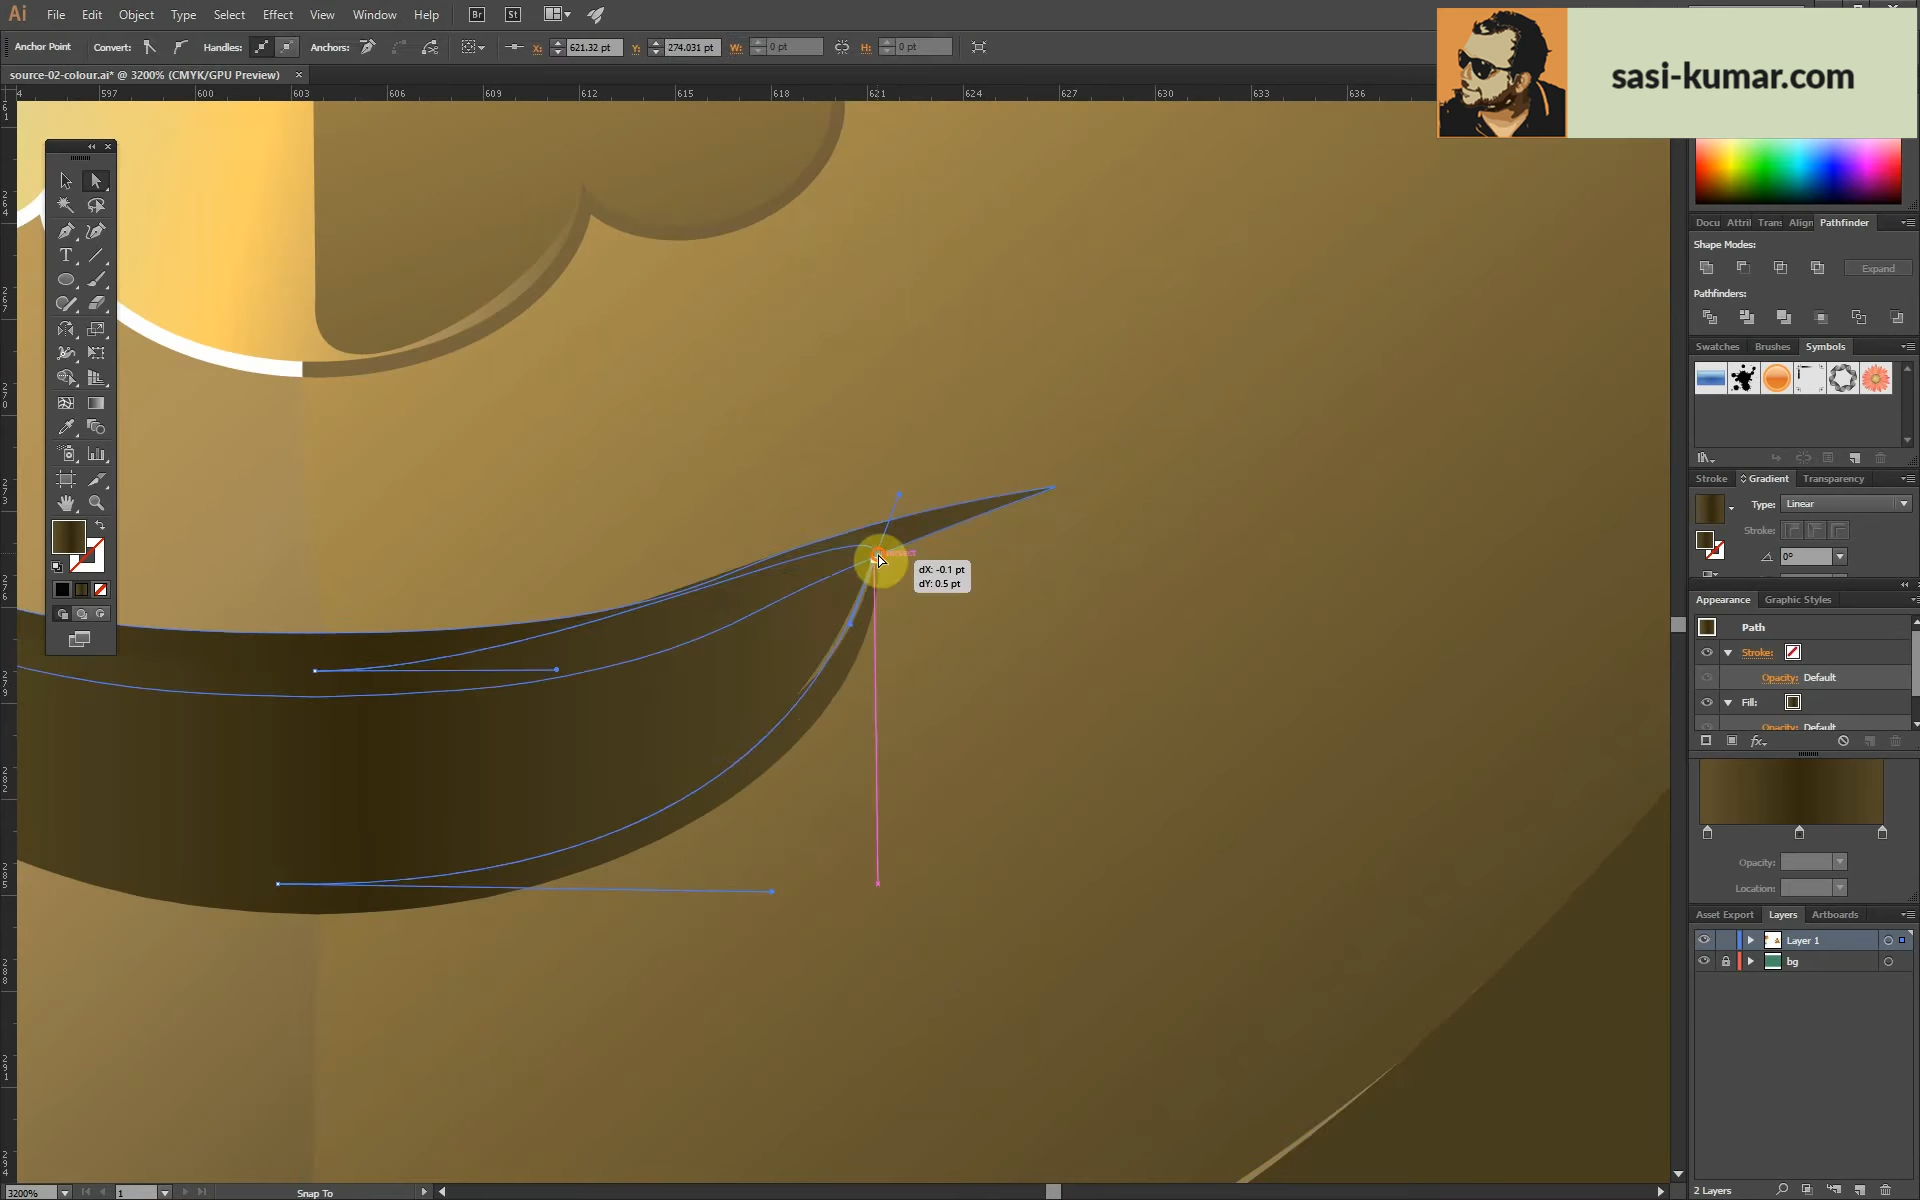 Ai File Edit Object Type Select Effect View Window Help Br St
sasi-kumar.com
Anchor Point Convert: Handles: Anchors: X: 621.32 pt Y: 274.031 pt W: 0 pt H: 0 pt
source-02-colour.ai* @ 3200% (CMYK/GPU Preview) ×
597 600 603 606 609 612 615 618 621 624 627 630 633 636
Docu Attri Trans Align Pathfinder
Shape Modes:
Expand
Pathfinders:
Swatches Brushes Symbols
Stroke Gradient Transparency
Type: Linear
Stroke:
0°
dX: -0.1 pt
dY: 0.5 pt
Appearance Graphic Styles
Path
Stroke:
Opacity: Default
Fill:
Opacity: Default
fx
Opacity:
Location:
Asset Export Layers Artboards
Layer 1
bg
2 Layers
3200% 1 Snap To